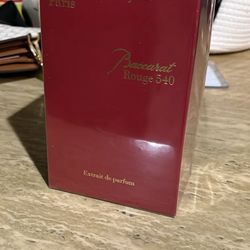 Paris
Baccarat
Rouge 540
Extrait de parfum